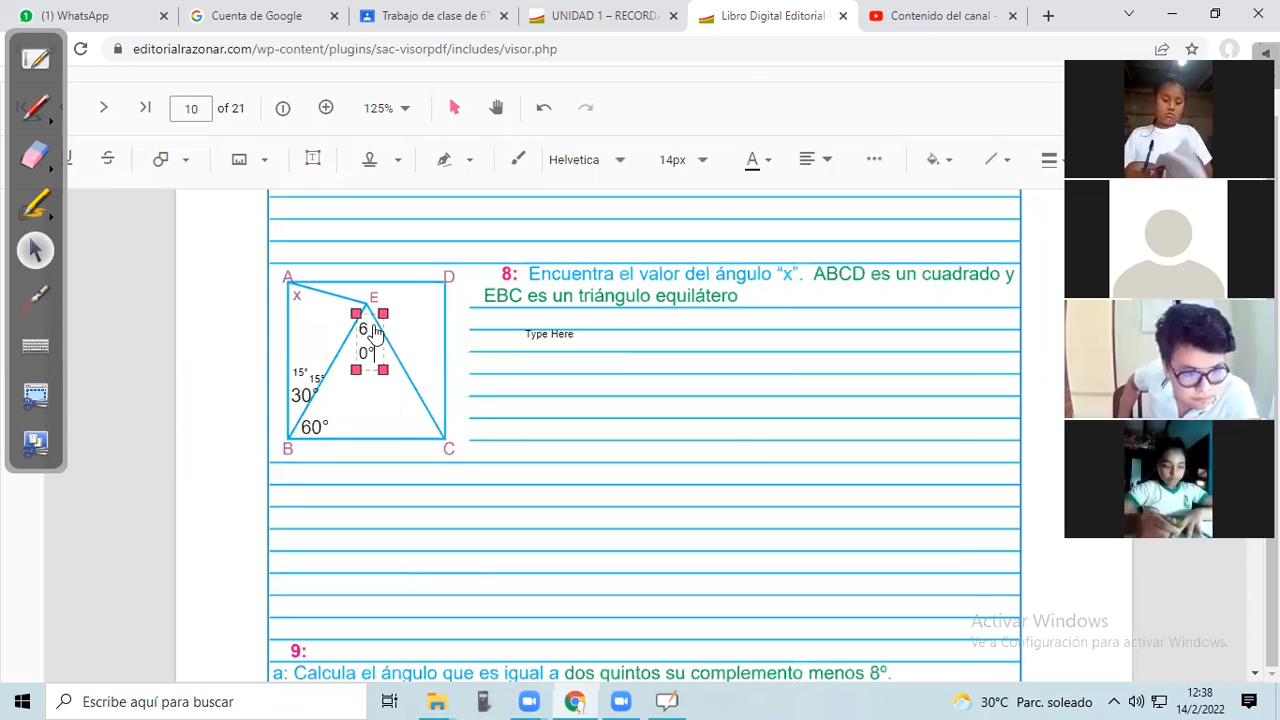 (1) WhatsApp
Cuenta de Google
Trabajo de clase de 6°
UNIDAD 1 – RECORD
Libro Digital Editorial
Contenido del canal -
editorialrazonar.com/wp-content/plugins/sac-visorpdf/includes/visor.php
10 of 21
125%
Helvetica
14px
A
8: Encuentra el valor del ángulo “x”. ABCD es un cuadrado y
EBC es un triángulo equilátero
Type Here
A
D
x
E
6
0°
15°
15°
30°
60°
B
C
9:
a: Calcula el ángulo que es igual a dos quintos su complemento menos 8º.
Activar Windows
Ve a Configuración para activar Windows.
Escribe aquí para buscar
30°C Parc. soleado
12:38
14/2/2022